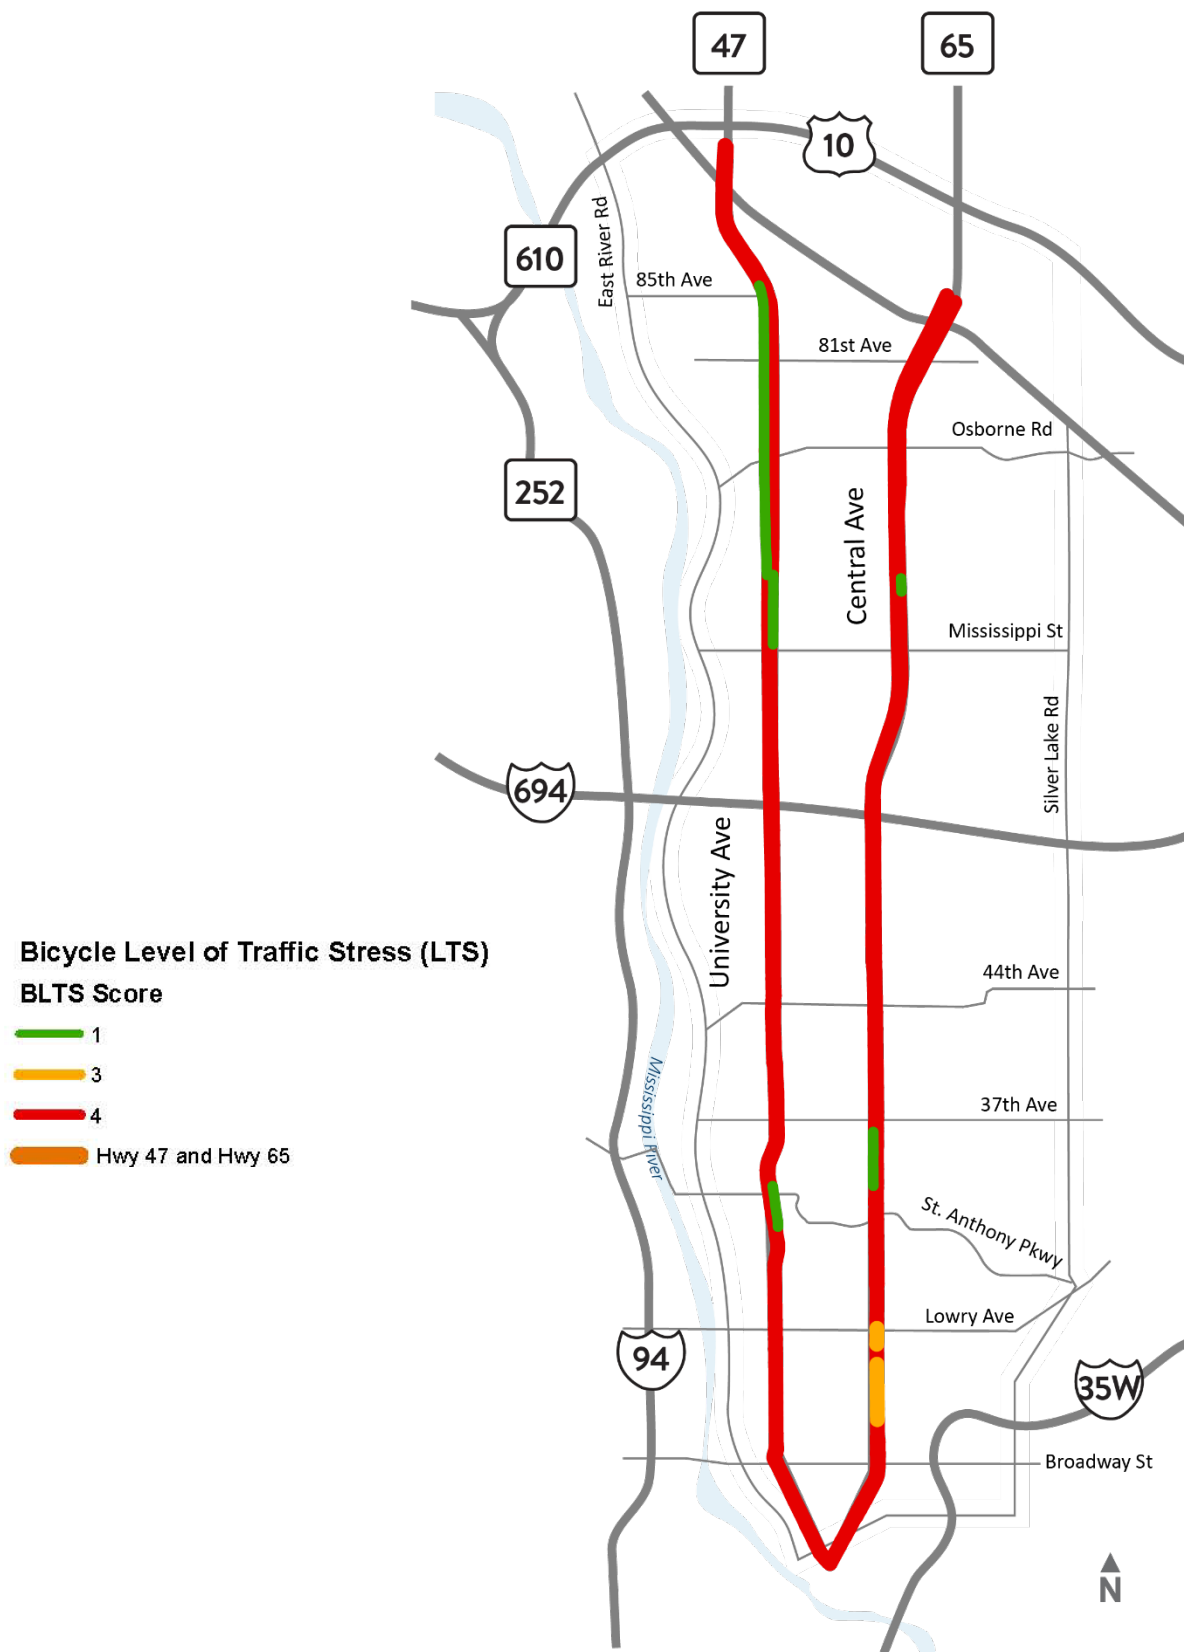 47
65
10
East River Rd
610
85th Ave
81st Ave
Osborne Rd
252
Central Ave
Mississippi St
Silver Lake Rd
694
University Ave
Bicycle Level of Traffic Stress (LTS)
BLTS Score
1
3
4
Hwy 47 and Hwy 65
44th Ave
Mississippi River
37th Ave
St. Anthony Pkwy
Lowry Ave
94
35W
Broadway St
N